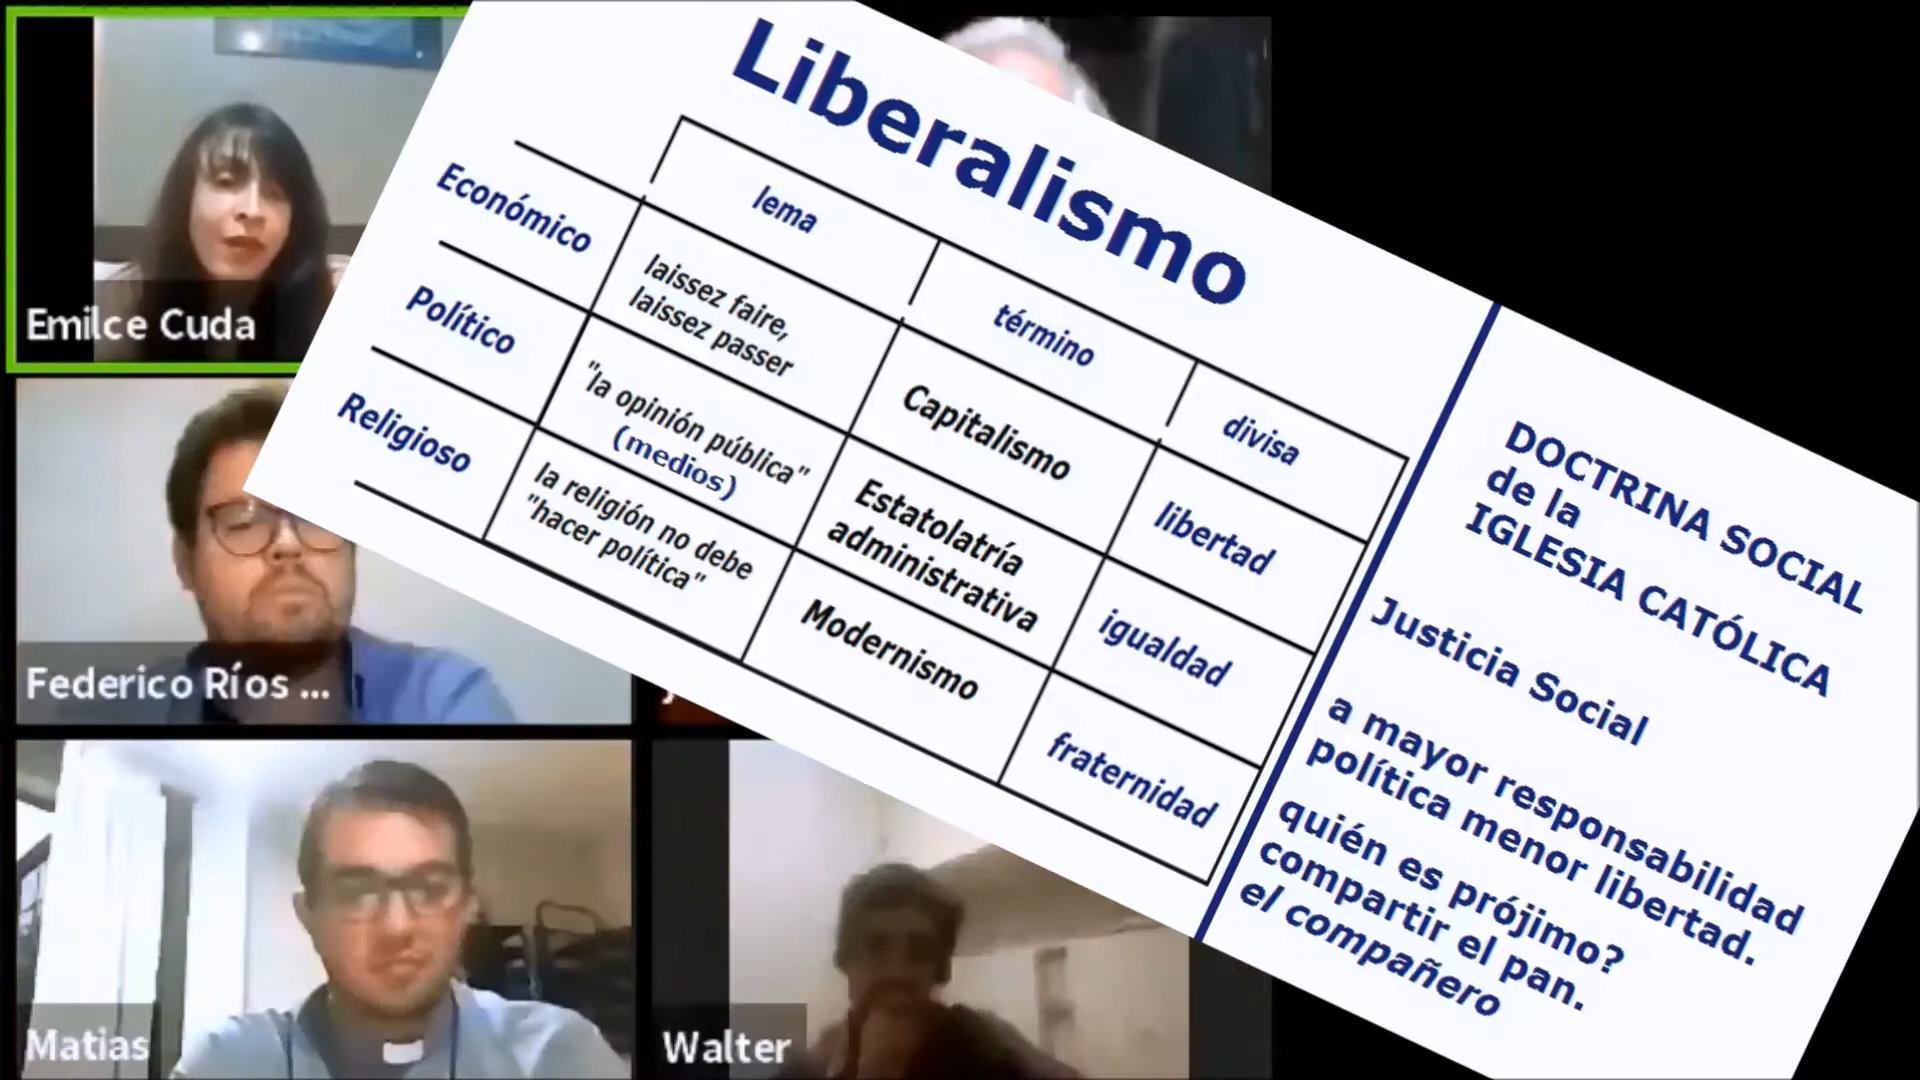 Liberalismo
lema
término
divisa
Económico
laissez faire,
laissez passer
Capitalismo
libertad
Político
"la opinión pública"
(medios)
Estatolatría
administrativa
igualdad
Religioso
la religión no debe
"hacer política"
Modernismo
fraternidad
DOCTRINA SOCIAL
de la
IGLESIA CATÓLICA
Justicia Social
a mayor responsabilidad
política menor libertad.
quién es prójimo?
compartir el pan.
el compañero
Emilce Cuda
Federico Ríos ...
Matias
Walter